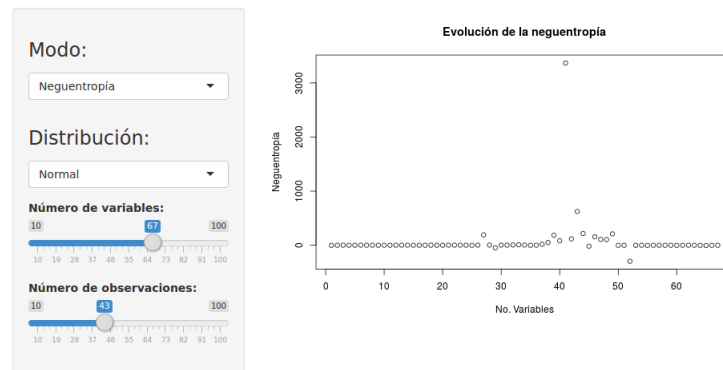 Modo:
Neguentropía
Distribución:
Normal
Número de variables:
10 67 100
10 19 28 37 46 55 64 73 82 91 100
Número de observaciones:
10 43 100
10 19 28 37 46 55 64 73 82 91 100
Evolución de la neguentropía
Neguentropía
3000
2000
1000
0
0 10 20 30 40 50 60
No. Variables